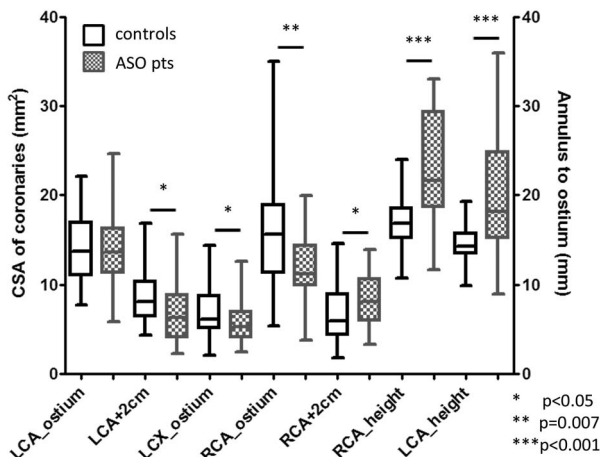 40
30
20
10
0
CSA of coronaries (mm²)
controls
ASO pts
*
*
**
*
***
***
40
30
20
10
0
Annulus to ostium (mm)
LCA_ostium
LCA+2cm
LCX_ostium
RCA_ostium
RCA+2cm
RCA_height
LCA_height
* p<0.05
** p=0.007
***p<0.001